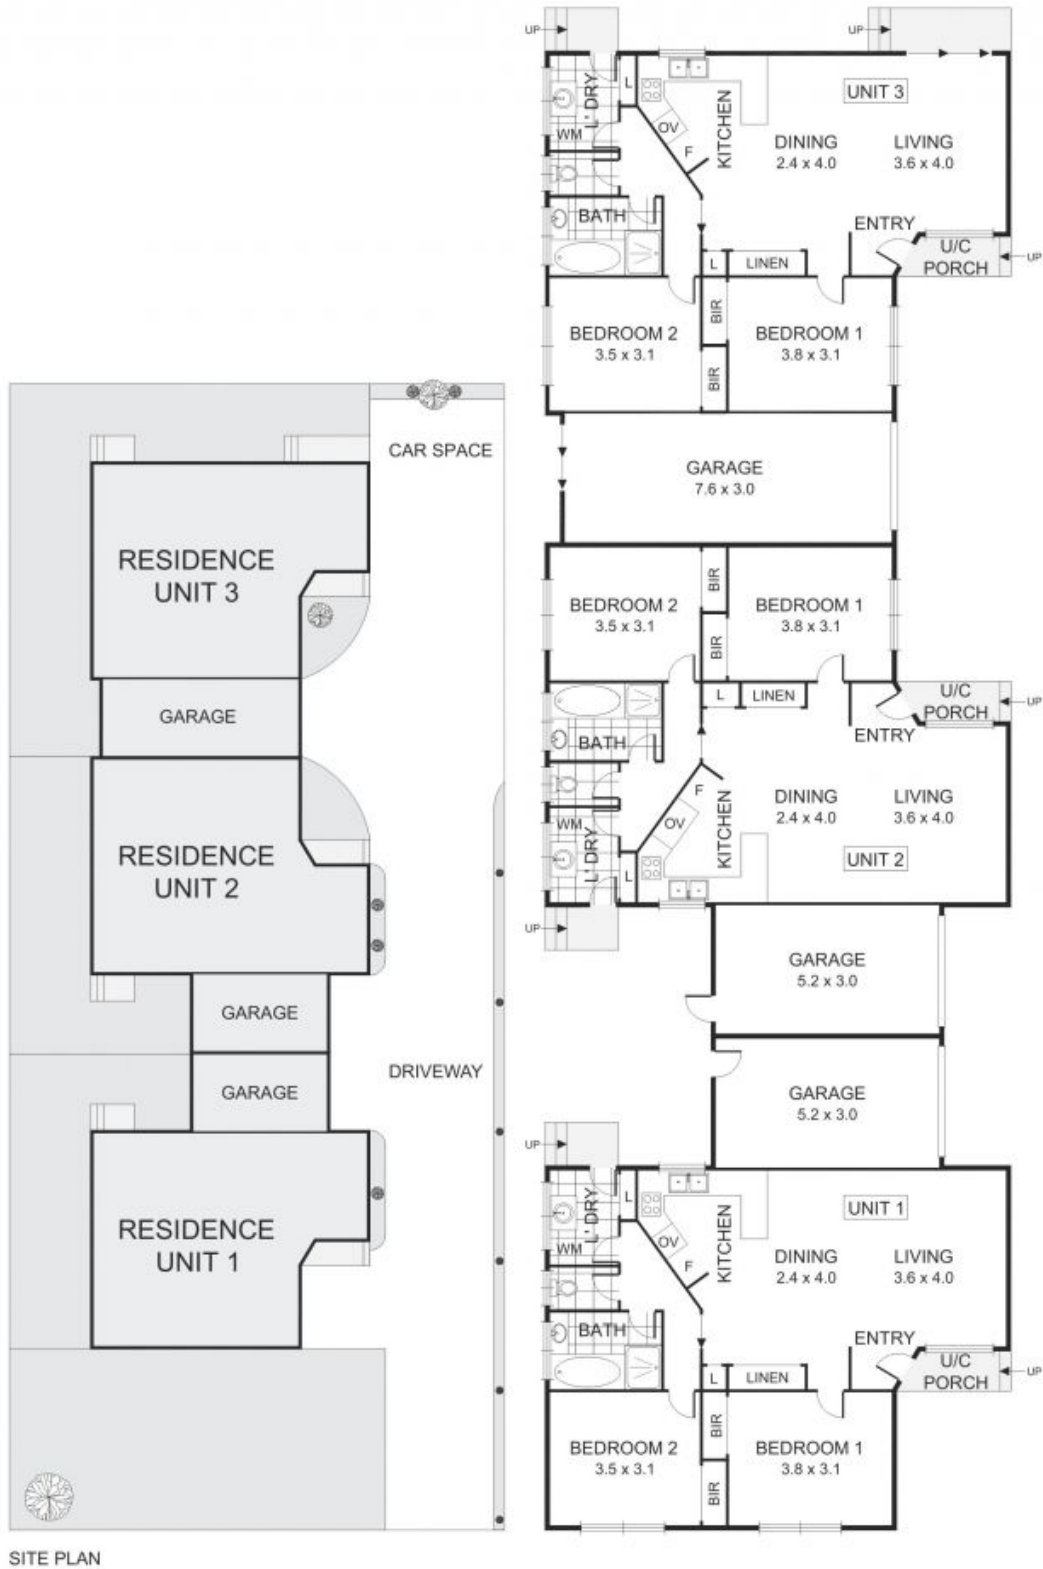 CAR SPACE
RESIDENCE
UNIT 3
GARAGE
RESIDENCE
UNIT 2
GARAGE
GARAGE
DRIVEWAY
RESIDENCE
UNIT 1
SITE PLAN
UP
UP
L' DRY
L
WM
OV
F
KITCHEN
UNIT 3
DINING
2.4 x 4.0
LIVING
3.6 x 4.0
BATH
ENTRY
U/C
PORCH
UP
L
LINEN
BEDROOM 2
3.5 x 3.1
BIR
BIR
BEDROOM 1
3.8 x 3.1
GARAGE
7.6 x 3.0
BEDROOM 2
3.5 x 3.1
BIR
BIR
BEDROOM 1
3.8 x 3.1
L
LINEN
U/C
PORCH
UP
ENTRY
BATH
F
OV
KITCHEN
DINING
2.4 x 4.0
LIVING
3.6 x 4.0
WM
L' DRY
L
UNIT 2
UP
GARAGE
5.2 x 3.0
GARAGE
5.2 x 3.0
UP
L' DRY
L
WM
OV
F
KITCHEN
UNIT 1
DINING
2.4 x 4.0
LIVING
3.6 x 4.0
BATH
ENTRY
U/C
PORCH
UP
L
LINEN
BEDROOM 2
3.5 x 3.1
BIR
BIR
BEDROOM 1
3.8 x 3.1